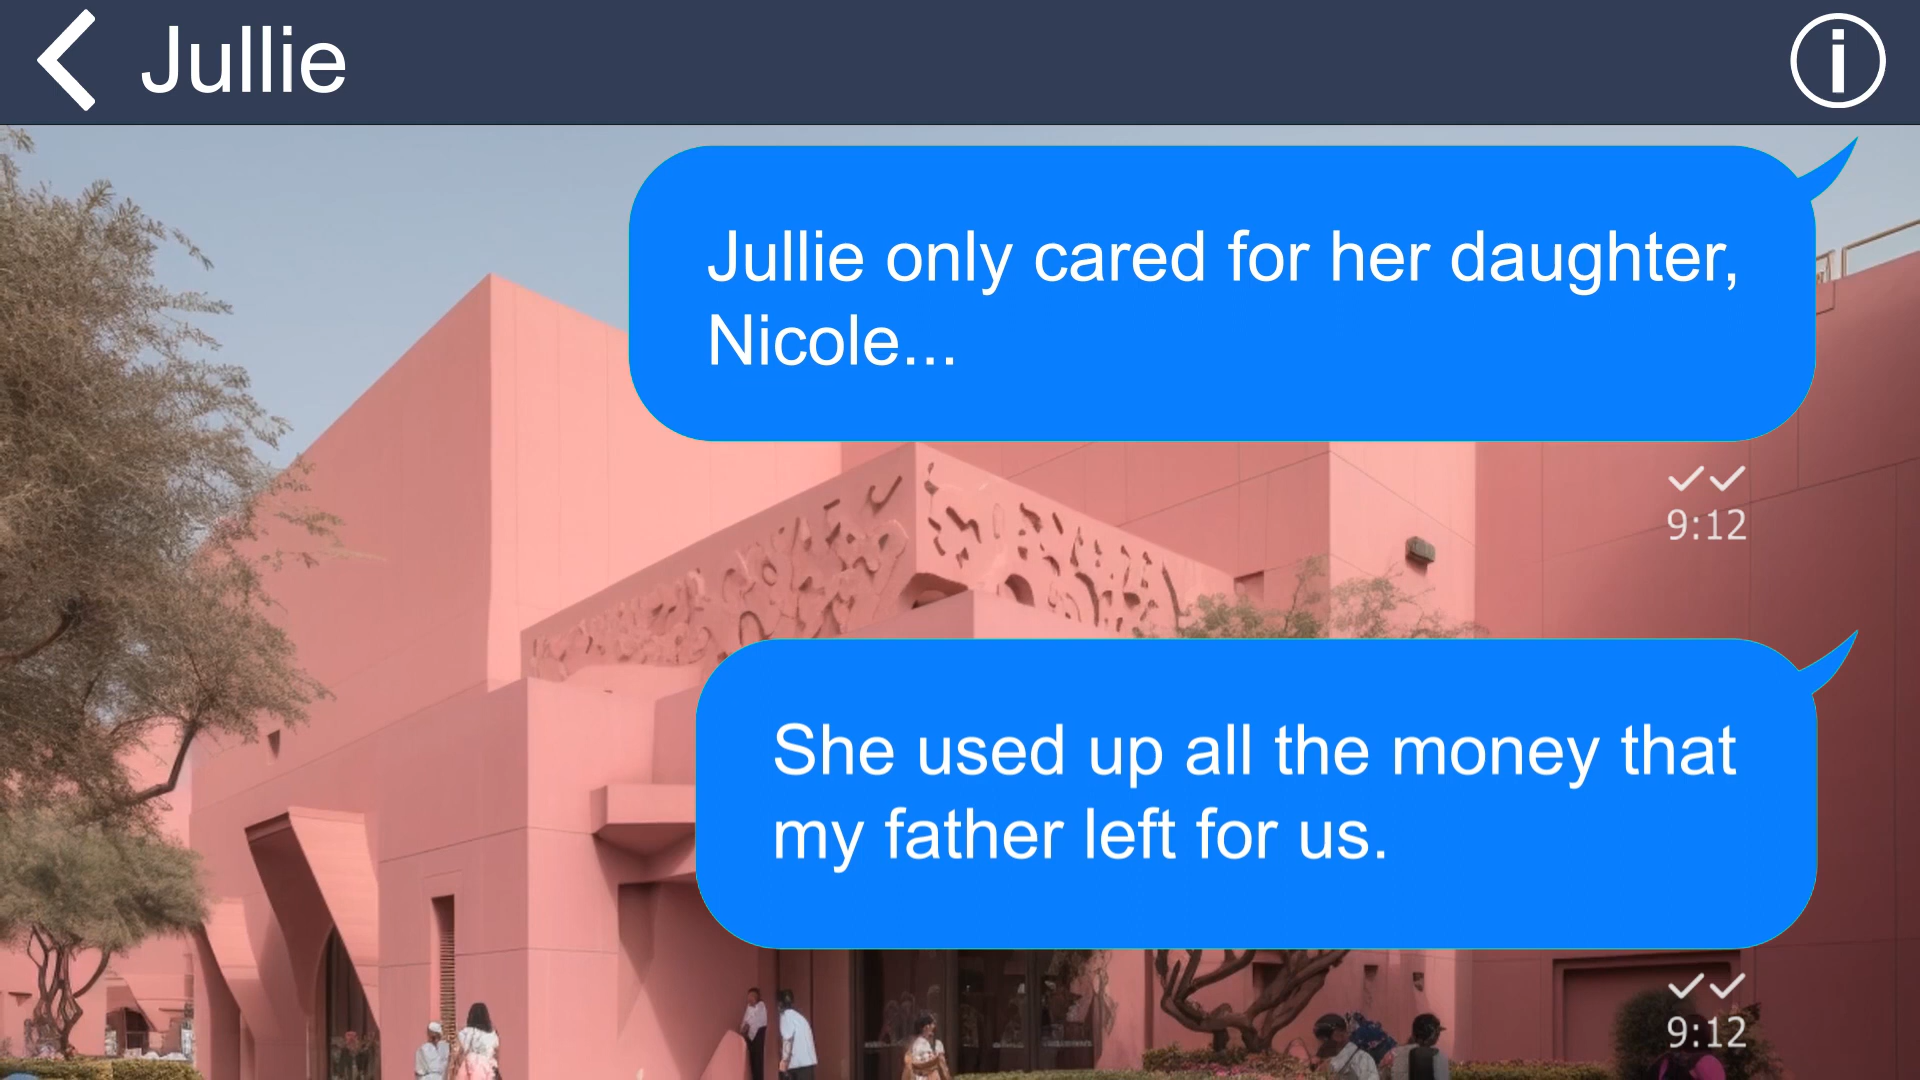 Jullie
Jullie only cared for her daughter,
Nicole...
9:12
She used up all the money that
my father left for us.
9:12